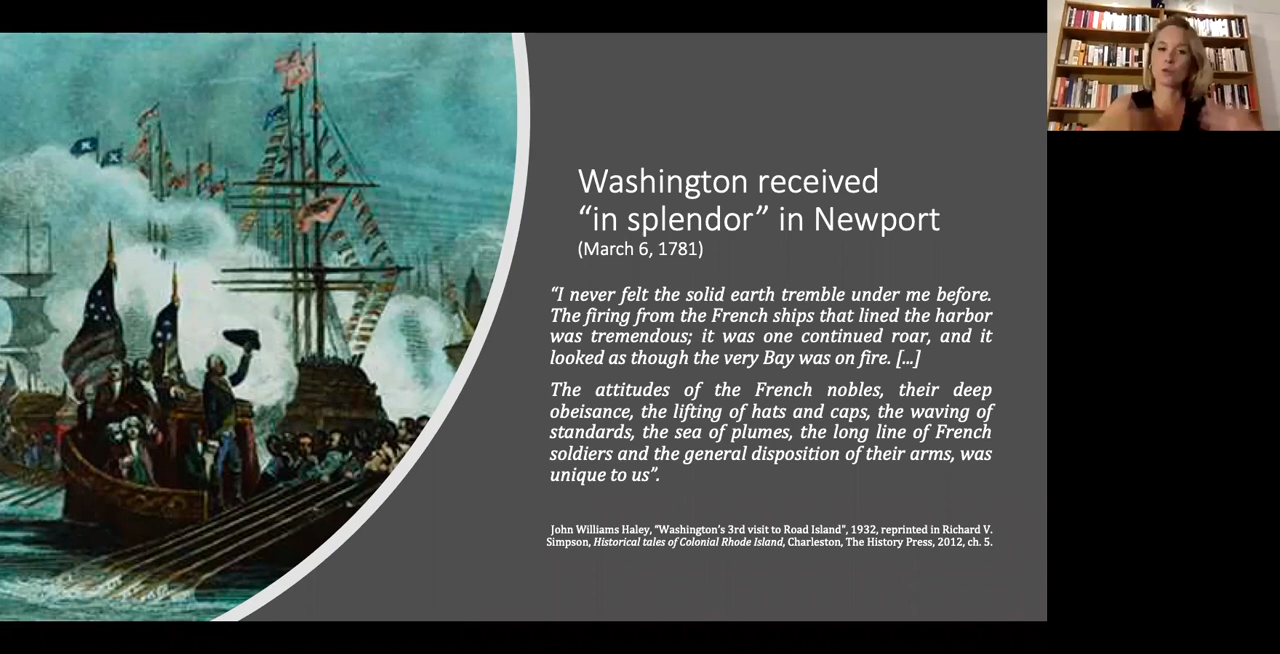 Washington received
“in splendor” in Newport
(March 6, 1781)
“I never felt the solid earth tremble under me before.
The firing from the French ships that lined the harbor
was tremendous; it was one continued roar, and it
looked as though the very Bay was on fire. [...]
The attitudes of the French nobles, their deep
obeisance, the lifting of hats and caps, the waving of
standards, the sea of plumes, the long line of French
soldiers and the general disposition of their arms, was
unique to us”.
John Williams Haley, “Washington’s 3rd visit to Road Island”, 1932, reprinted in Richard V.
Simpson, Historical tales of Colonial Rhode Island, Charleston, The History Press, 2012, ch. 5.